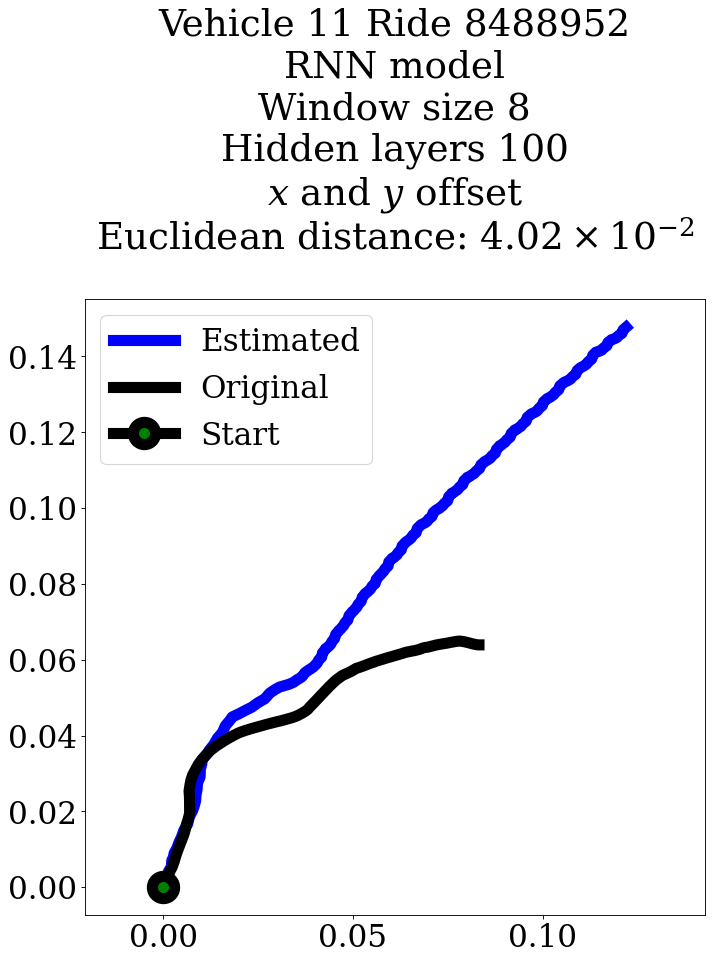 Vehicle 11 Ride 8488952
RNN model
Window size 8
Hidden layers 100
x and y offset
Euclidean distance: 4.02 × 10⁻²
Estimated
Original
Start
0.14
0.12
0.10
0.08
0.06
0.04
0.02
0.00
0.00 0.05 0.10